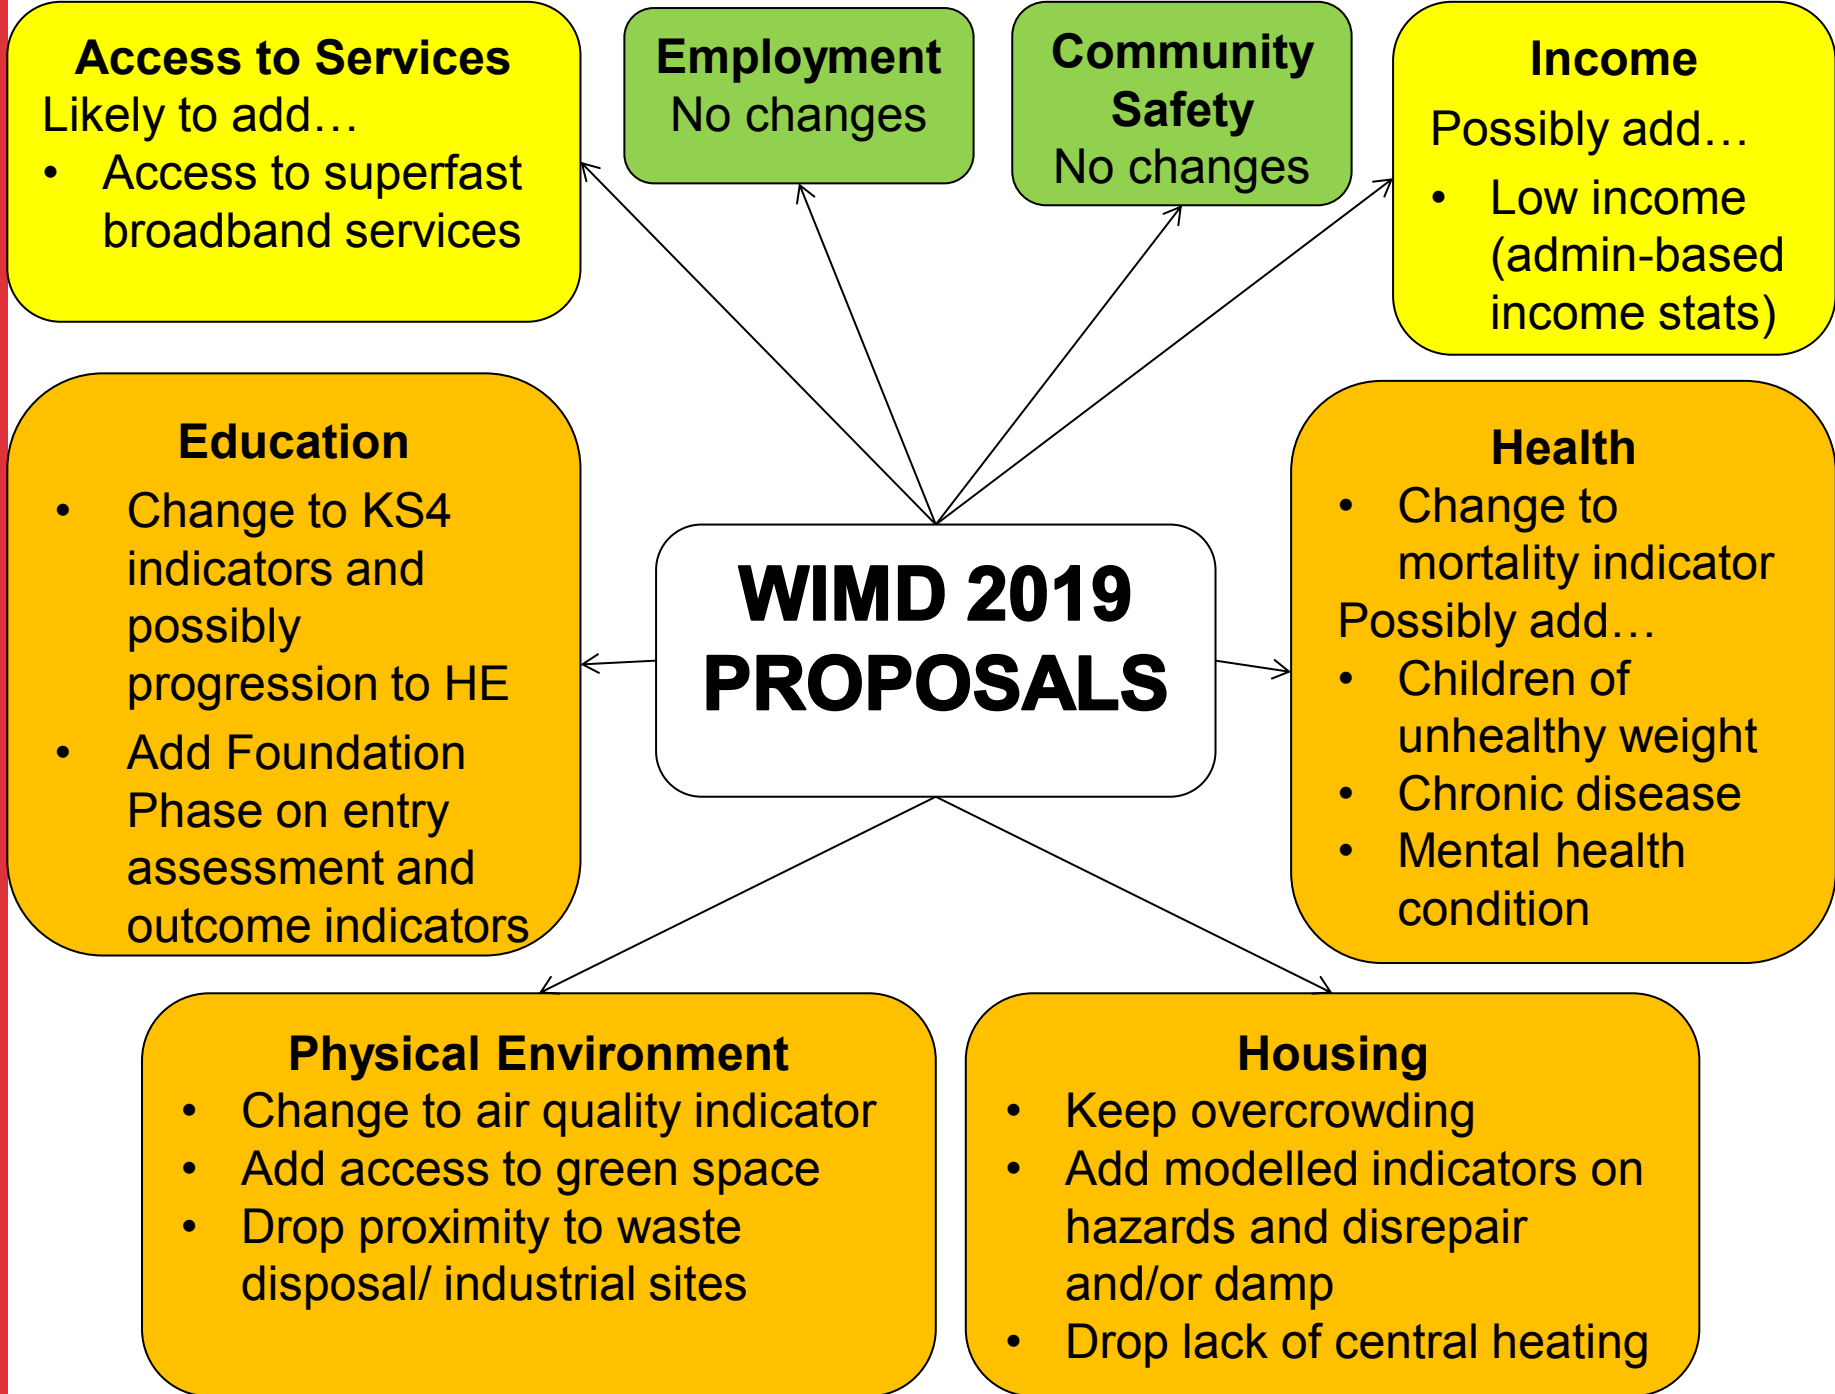 Access to Services
Likely to add…
• Access to superfast
broadband services
Employment
No changes
Community
Safety
No changes
Income
Possibly add…
• Low income
(admin-based
income stats)
Education
• Change to KS4
indicators and
possibly
progression to HE
• Add Foundation
Phase on entry
assessment and
outcome indicators
WIMD 2019
PROPOSALS
Health
• Change to
mortality indicator
Possibly add…
• Children of
unhealthy weight
• Chronic disease
• Mental health
condition
Physical Environment
• Change to air quality indicator
• Add access to green space
• Drop proximity to waste
disposal/ industrial sites
Housing
• Keep overcrowding
• Add modelled indicators on
hazards and disrepair
and/or damp
• Drop lack of central heating